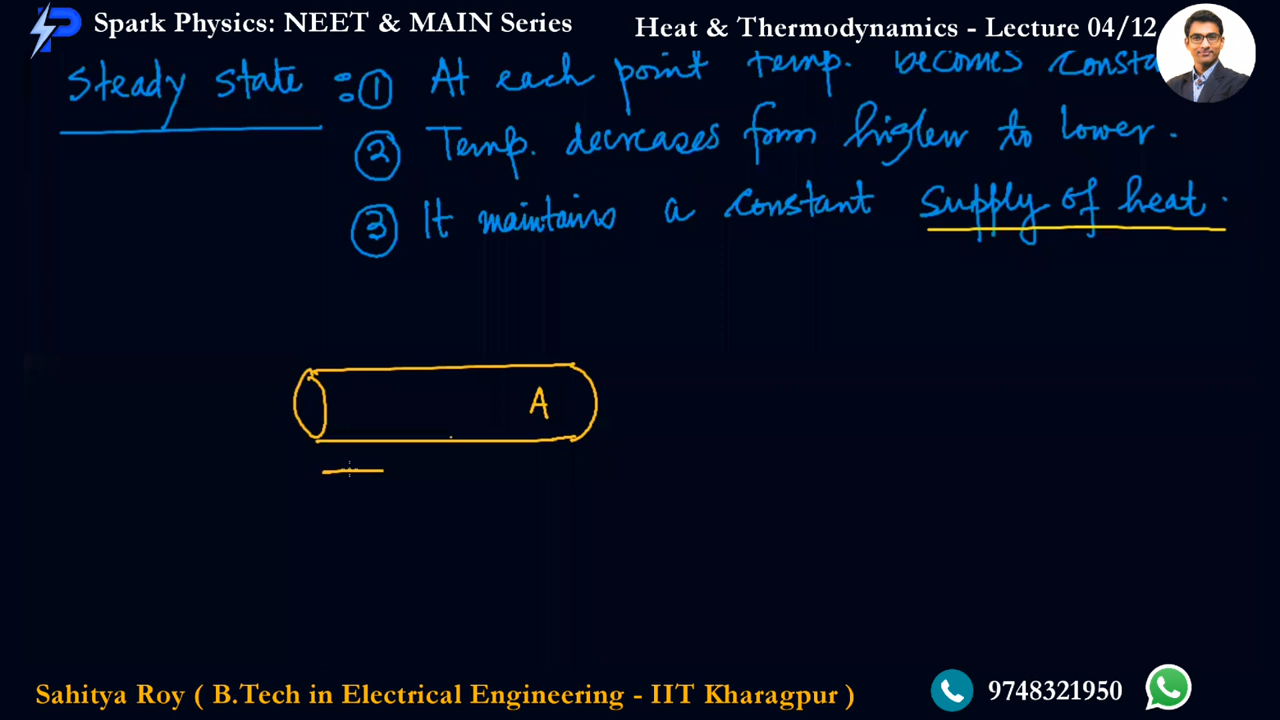 Spark Physics: NEET & MAIN Series
Heat & Thermodynamics - Lecture 04/12
Steady state :- ① At each point temp. becomes consta
② Temp. decreases form higher to lower.
③ It maintains a constant supply of heat.
A
Sahitya Roy ( B.Tech in Electrical Engineering - IIT Kharagpur )
9748321950